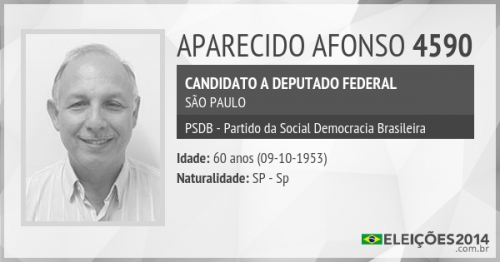 APARECIDO AFONSO 4590
CANDIDATO A DEPUTADO FEDERAL
SÃO PAULO
PSDB - Partido da Social Democracia Brasileira
Idade: 60 anos (09-10-1953)
Naturalidade: SP - Sp
ELEIÇÕES2014
.com.br